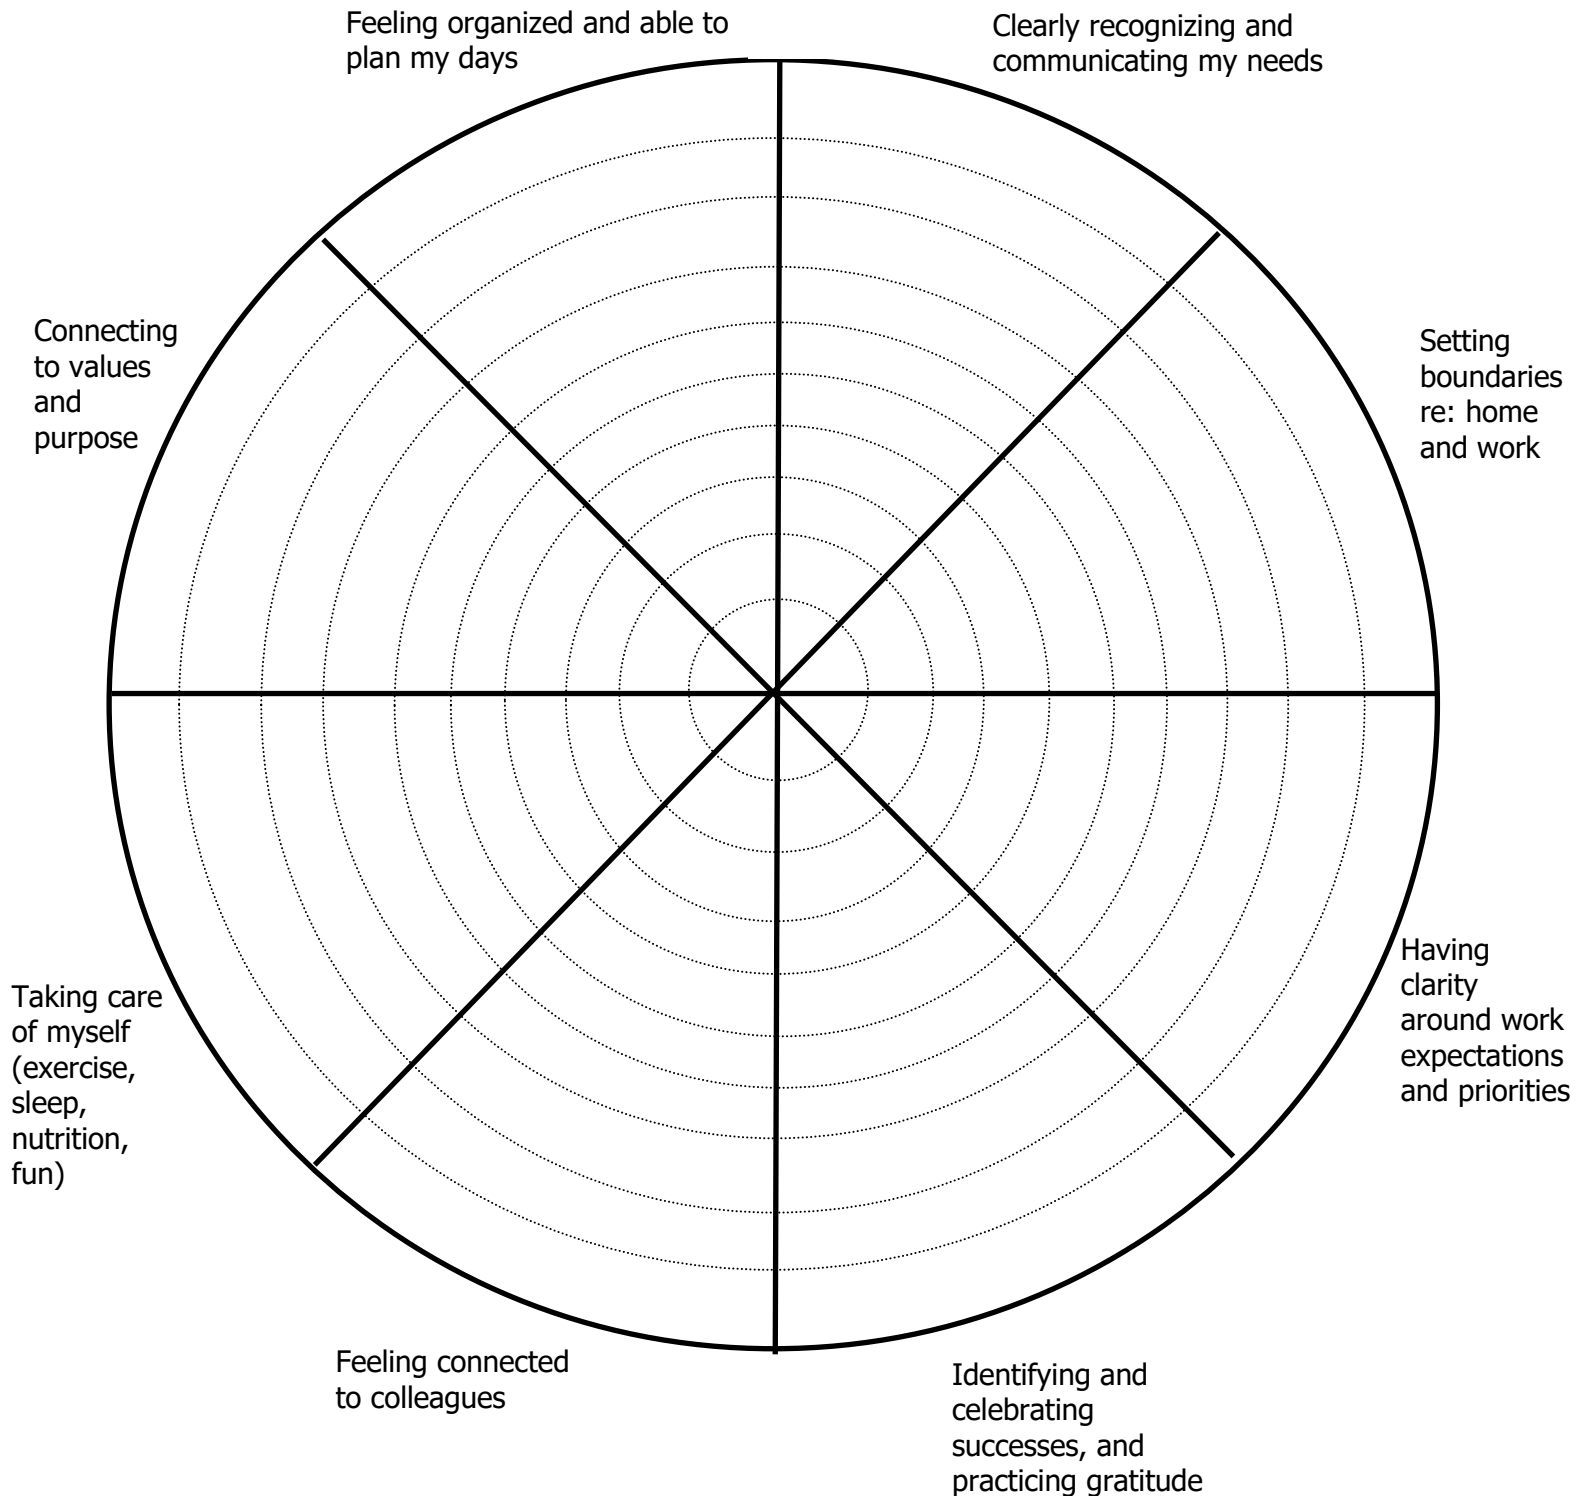 Feeling organized and able to
plan my days
Clearly recognizing and
communicating my needs
Connecting
to values
and
purpose
Setting
boundaries
re: home
and work
Having
clarity
around work
expectations
and priorities
Taking care
of myself
(exercise,
sleep,
nutrition,
fun)
Feeling connected
to colleagues
Identifying and
celebrating
successes, and
practicing gratitude